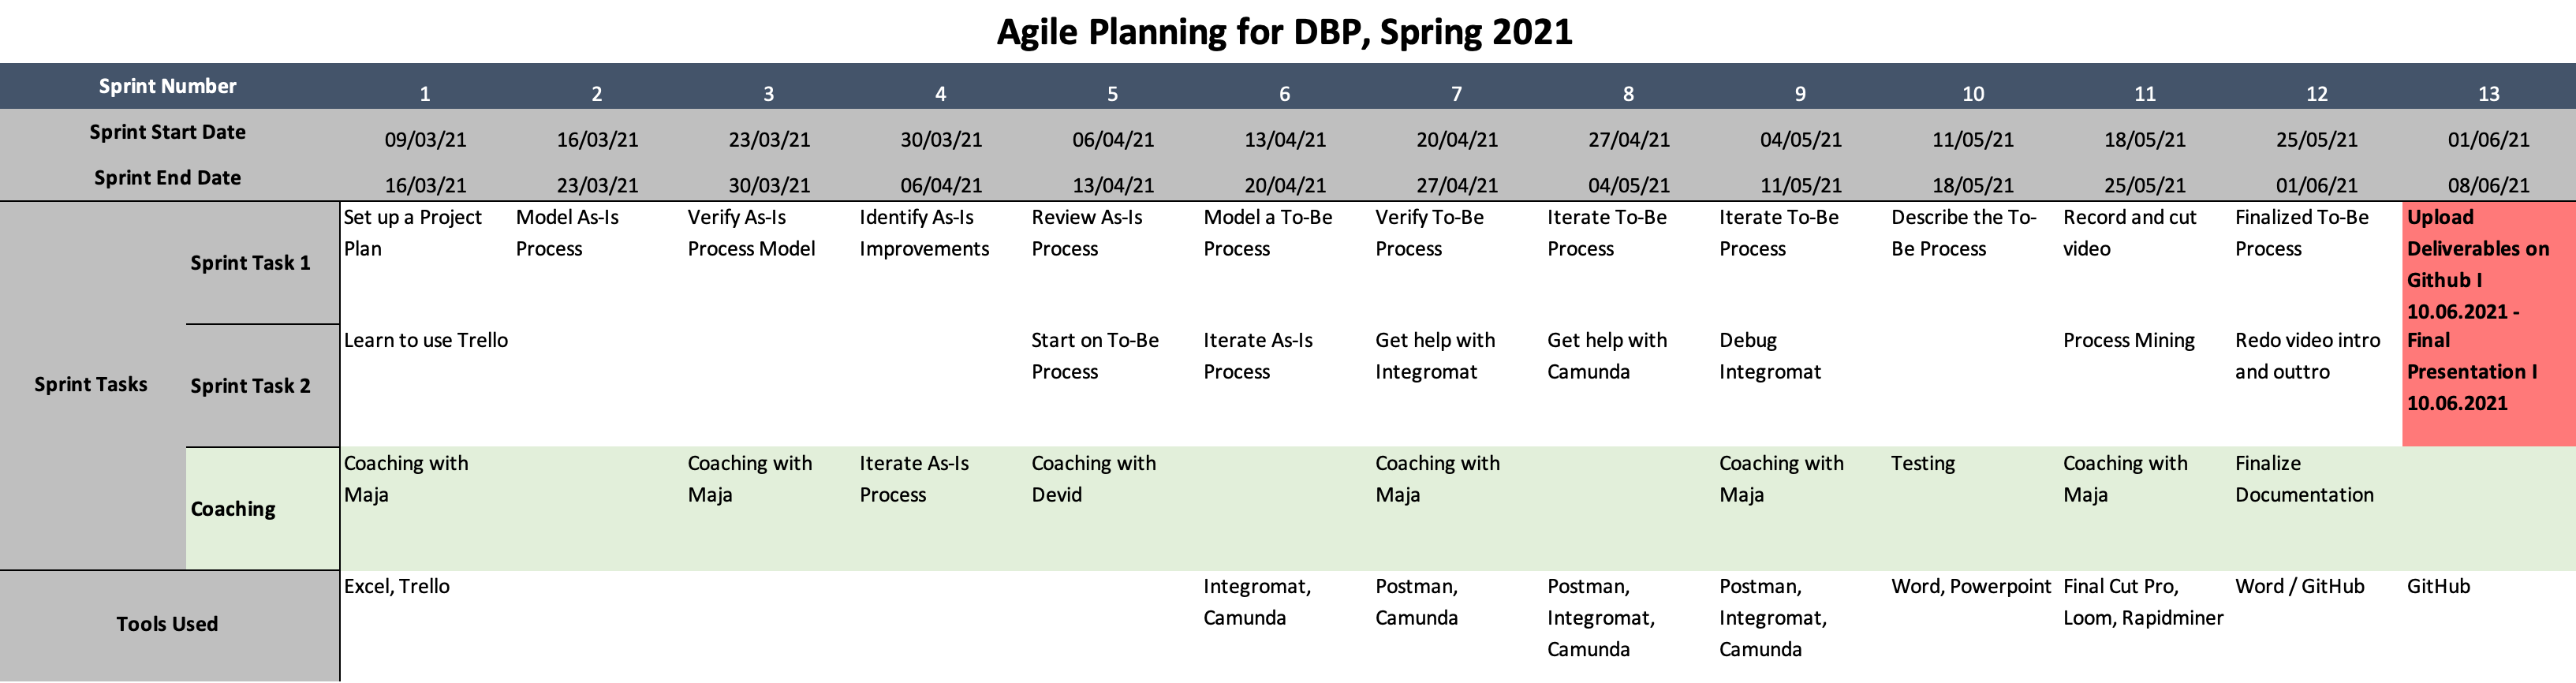 Agile Planning for DBP, Spring 2021
Sprint Number 1 2 3 4 5 6 7 8 9 10 11 12 13
Sprint Start Date 09/03/21 16/03/21 23/03/21 30/03/21 06/04/21 13/04/21 20/04/21 27/04/21 04/05/21 11/05/21 18/05/21 25/05/21 01/06/21
Sprint End Date 16/03/21 23/03/21 30/03/21 06/04/21 13/04/21 20/04/21 27/04/21 04/05/21 11/05/21 18/05/21 25/05/21 01/06/21 08/06/21
Sprint Tasks
Sprint Task 1
Set up a Project
Plan
Model As-Is
Process
Verify As-Is
Process Model
Identify As-Is
Improvements
Review As-Is
Process
Model a To-Be
Process
Verify To-Be
Process
Iterate To-Be
Process
Iterate To-Be
Process
Describe the To-
Be Process
Record and cut
video
Finalized To-Be
Process
Upload
Deliverables on
Github I
10.06.2021 -
Sprint Task 2
Learn to use Trello
Start on To-Be
Process
Iterate As-Is
Process
Get help with
Integromat
Get help with
Camunda
Debug
Integromat
Process Mining
Redo video intro
and outtro
Final
Presentation I
10.06.2021
Coaching
Coaching with
Maja
Coaching with
Maja
Iterate As-Is
Process
Coaching with
Devid
Coaching with
Maja
Coaching with
Maja
Testing
Coaching with
Maja
Finalize
Documentation
Tools Used
Excel, Trello
Integromat,
Camunda
Postman,
Camunda
Postman,
Integromat,
Camunda
Postman,
Integromat,
Camunda
Word, Powerpoint
Final Cut Pro,
Loom, Rapidminer
Word / GitHub
GitHub